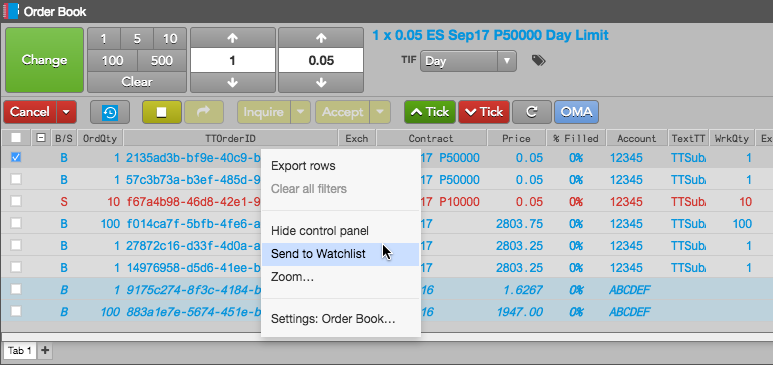 Order Book
1 x 0.05 ES Sep17 P50000 Day Limit
Change
1 5 10
100 500
Clear
1
0.05
TIF Day
Cancel Inquire Accept Tick Tick OMA
B/S OrdQty TTOrderID Exch Contract Price % Filled Account TextTT WrkQty Ex
B 1 2135ad3b-bf9e-40c9-b 17 P50000 0.05 0% 12345 TTSub 1
B 1 57c3b73a-b3ef-485d-9 17 P50000 0.05 0% 12345 TTSub 1
S 10 f67a4b98-46d8-42e1-9 17 P10000 0.05 0% 12345 TTSub 10
B 100 f014ca7f-5bfb-4fe6-a 17 2803.75 0% 12345 TTSub 100
B 1 27872c16-d33f-4d0a-a 17 2803.25 0% 12345 TTSub 1
B 1 14976958-d5d6-41ee-b 17 2803.25 0% 12345 TTSub 1
B 1 9175c274-8f3c-4184-b 16 1.6267 0% ABCDEF
B 100 883a1e7e-5674-451e-b 16 1947.00 0% ABCDEF
Export rows
Clear all filters
Hide control panel
Send to Watchlist
Zoom...
Settings: Order Book...
Tab 1 +